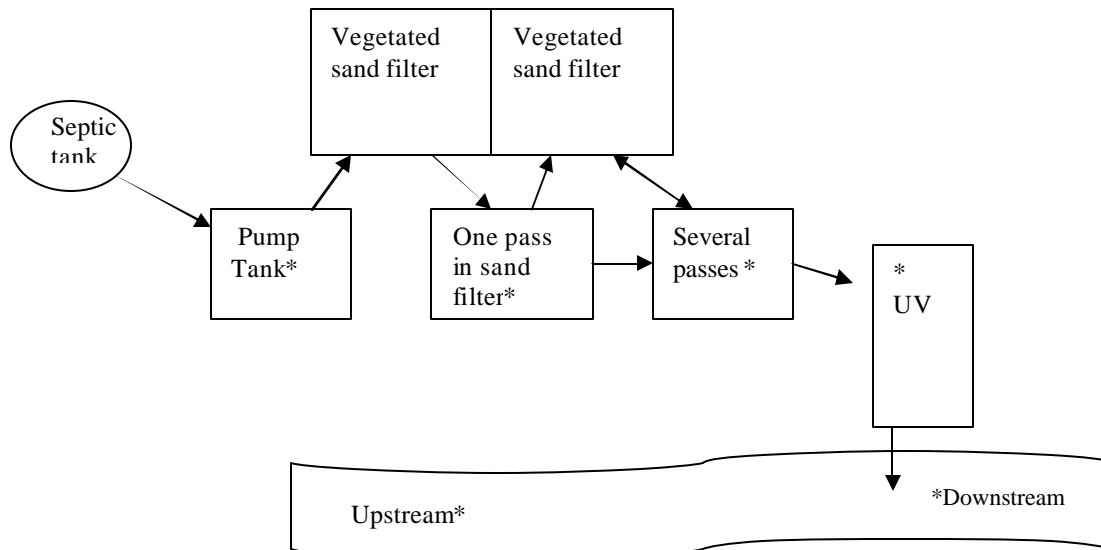 Vegetated
sand filter
Vegetated
sand filter
Septic
tank
Pump
Tank*
One pass
in sand
filter*
Several
passes *
*
UV
Upstream*
*Downstream